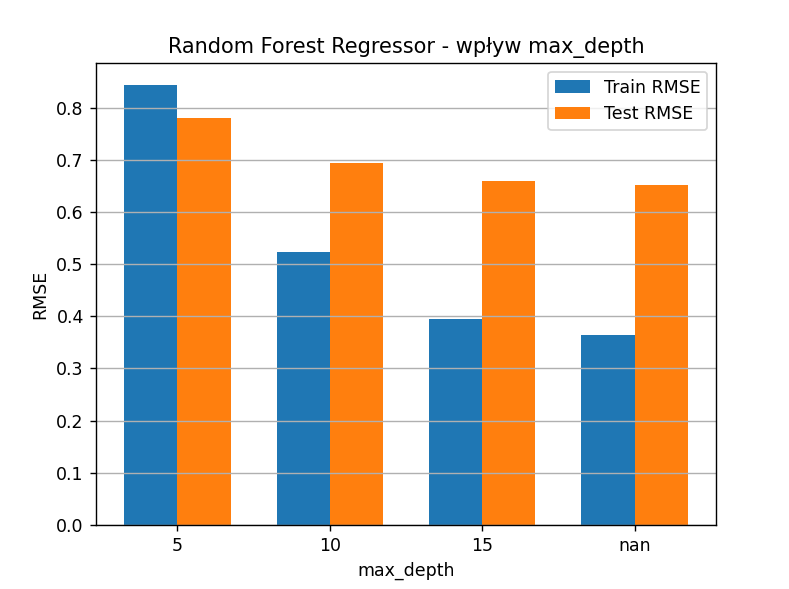 Random Forest Regressor - wpływ max_depth
Train RMSE
Test RMSE
RMSE
0.8
0.7
0.6
0.5
0.4
0.3
0.2
0.1
0.0
5
10
15
nan
max_depth